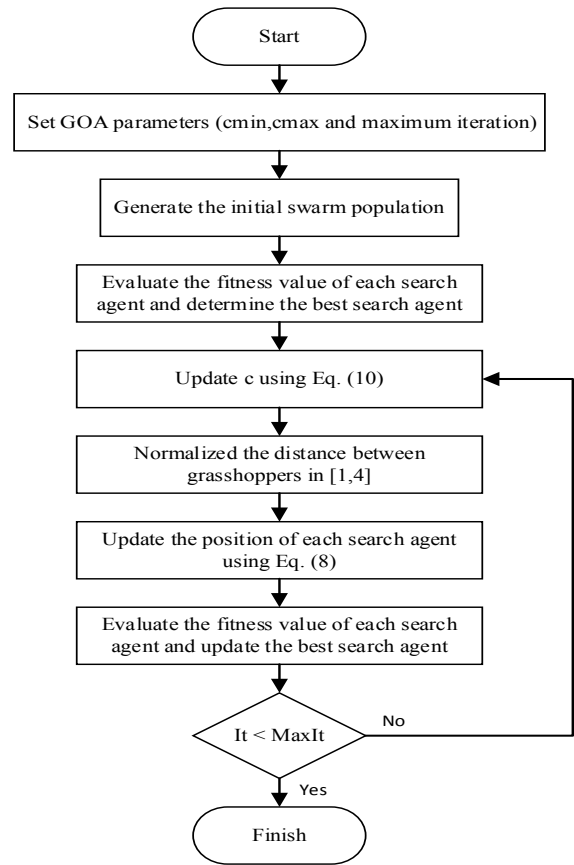 Start
Set GOA parameters (cmin,cmax and maximum iteration)
Generate the initial swarm population
Evaluate the fitness value of each search
agent and determine the best search agent
Update c using Eq. (10)
Normalized the distance between
grasshoppers in [1,4]
Update the position of each search agent
using Eq. (8)
Evaluate the fitness value of each search
agent and update the best search agent
It < MaxIt
No
Yes
Finish